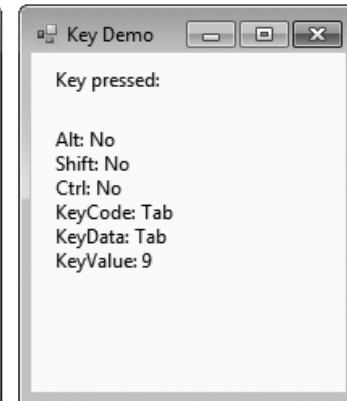 Key Demo
Key pressed:
Alt: No
Shift: No
Ctrl: No
KeyCode: Tab
KeyData: Tab
KeyValue: 9